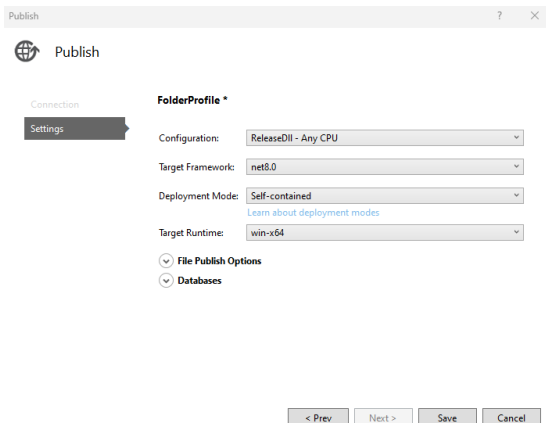 Publish
?
Publish
Connection
Settings
FolderProfile *
Configuration: ReleaseDll - Any CPU
Target Framework: net8.0
Deployment Mode: Self-contained
Learn about deployment modes
Target Runtime: win-x64
File Publish Options
Databases
< Prev Next > Save Cancel